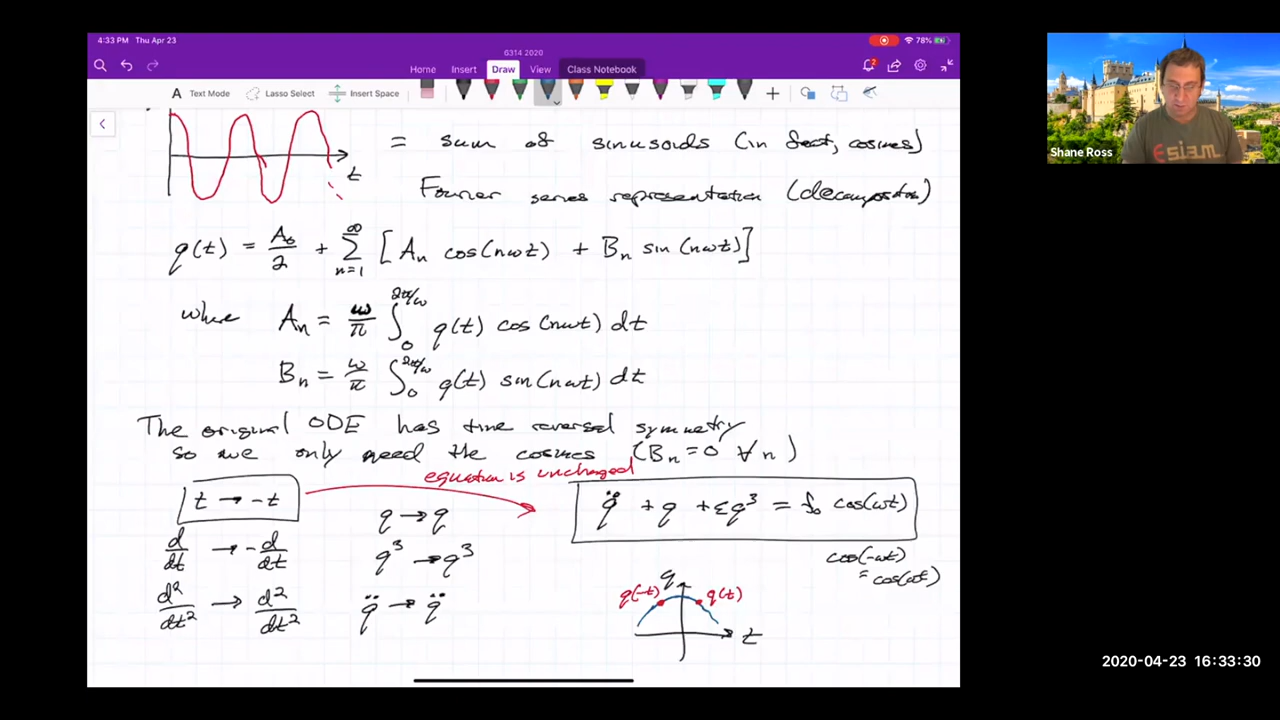 4:33 PM Thu Apr 23
78%
6314 2020
Home Insert Draw View Class Notebook
2
A Text Mode Lasso Select Insert Space
t
= sum of sinusoids (in fact, cosines)
Fourier series representation (decomposition)
q(t) = A₀/2 + ∑_{n=1}^{∞} [Aₙ cos(nωt) + Bₙ sin(nωt)]
where Aₙ = ω/π ∫₀^{2π/ω} q(t) cos(nωt) dt
Bₙ = ω/π ∫₀^{2π/ω} q(t) sin(nωt) dt
The original ODE has time reversal symmetry
so we only need the cosines (Bₙ = 0 ∀ n)
equation is unchanged
t → -t
q → q
q̈ + q + εq³ = f₀ cos(ωt)
d/dt → -d/dt
q³ → q³
cos(-ωt)
= cos(ωt)
d²/dt² → d²/dt²
q̈ → q̈
q
q(-t) q(t)
t
Shane Ross
ESIAM
2020-04-23 16:33:30